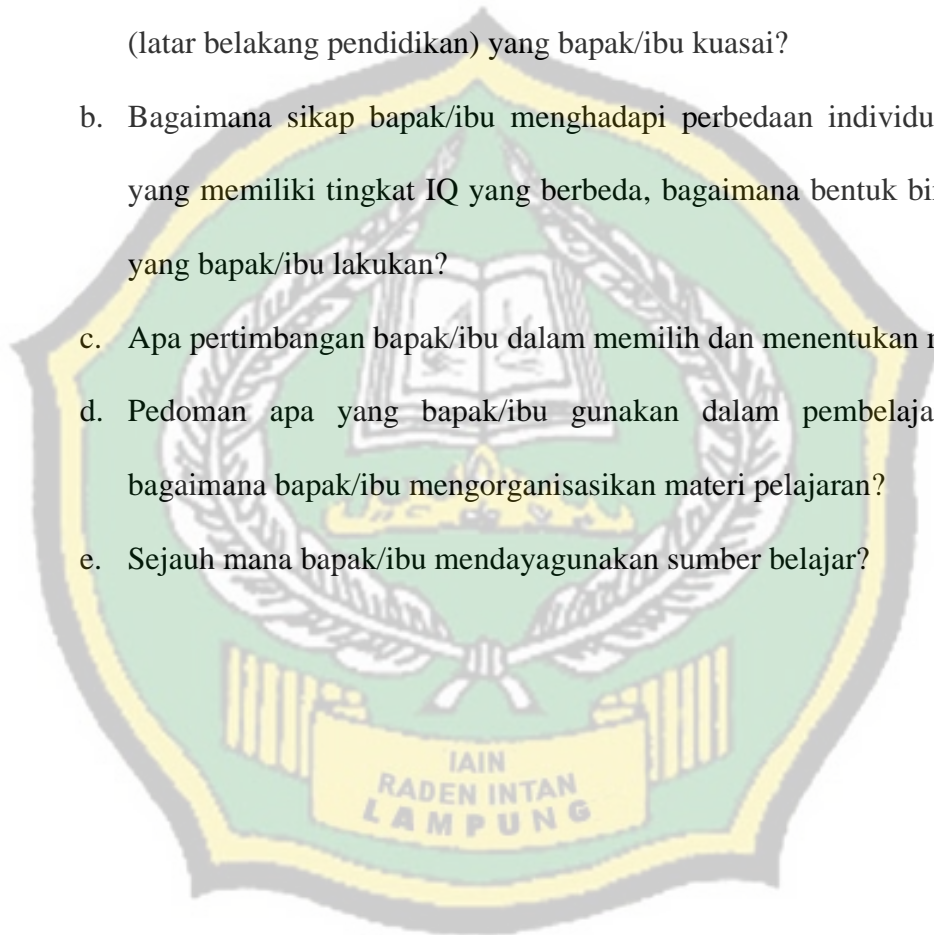 (latar belakang pendidikan) yang bapak/ibu kuasai?
b. Bagaimana sikap bapak/ibu menghadapi perbedaan individu
yang memiliki tingkat IQ yang berbeda, bagaimana bentuk
yang bapak/ibu lakukan?
c. Apa pertimbangan bapak/ibu dalam memilih dan menentukan
d. Pedoman apa yang bapak/ibu gunakan dalam
bagaimana bapak/ibu mengorganisasikan materi pelajaran?
e. Sejauh mana bapak/ibu mendayagunakan sumber belajar?
IAIN
RADEN INTAN
LAMPUNG